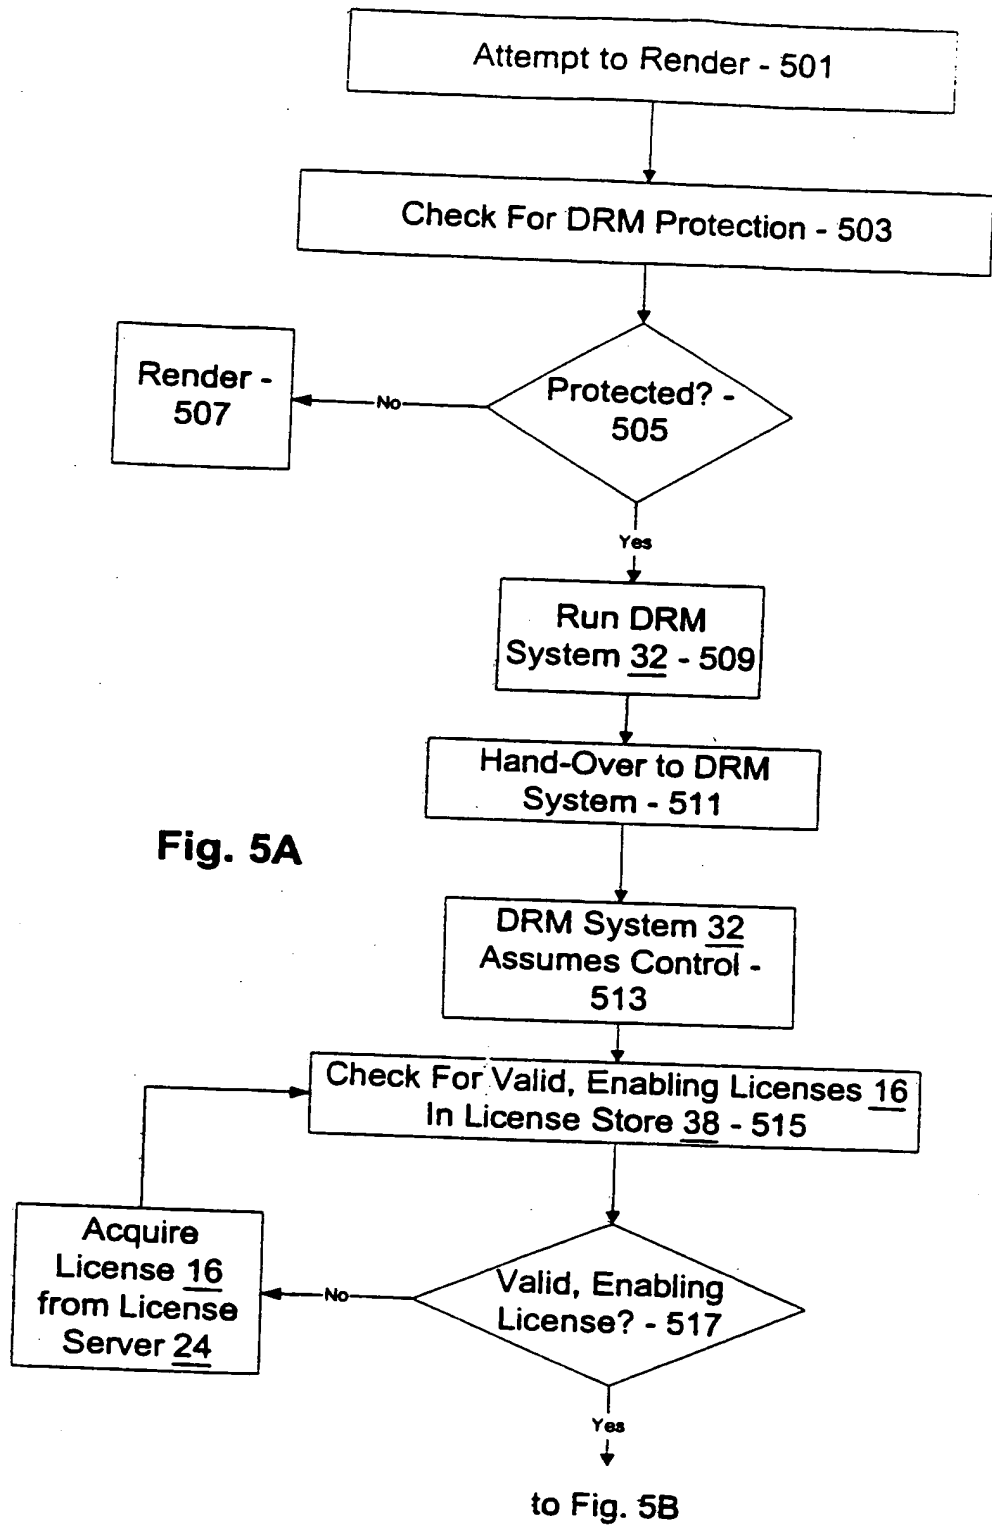 Attempt to Render - 501
Check For DRM Protection - 503
Protected? -
505
No
Render -
507
Yes
Run DRM
System 32 - 509
Hand-Over to DRM
System - 511
Fig. 5A
DRM System 32
Assumes Control -
513
Check For Valid, Enabling Licenses 16
In License Store 38 - 515
Valid, Enabling
License? - 517
No
Acquire
License 16
from License
Server 24
Yes
to Fig. 5B